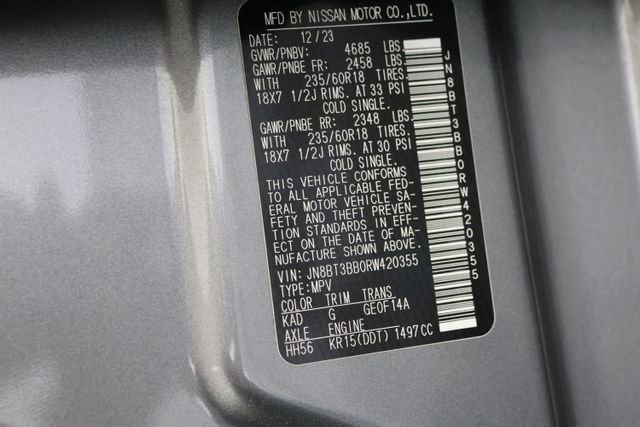 MFD BY NISSAN MOTOR CO.,LTD.
DATE: 12/23
GVWR/PNBV: 4685 LBS.
GAWR/PNBE FR: 2458 LBS.
WITH 235/60R18 TIRES.
18X7 1/2J RIMS. AT 33 PSI
COLD SINGLE.
GAWR/PNBE RR: 2348 LBS.
WITH 235/60R18 TIRES.
18X7 1/2J RIMS. AT 30 PSI
COLD SINGLE.
THIS VEHICLE CONFORMS
TO ALL APPLICABLE FED-
ERAL MOTOR VEHICLE SA-
FETY AND THEFT PREVEN-
TION STANDARDS IN EFF-
ECT ON THE DATE OF MA-
NUFACTURE SHOWN ABOVE.
VIN: JN8BT3BB0RW420355
TYPE:MPV
COLOR TRIM TRANS
KAD G GE0F14A
AXLE ENGINE
HH56 KR15(DDT) 1497CC
JN8BT3BB0RW420355